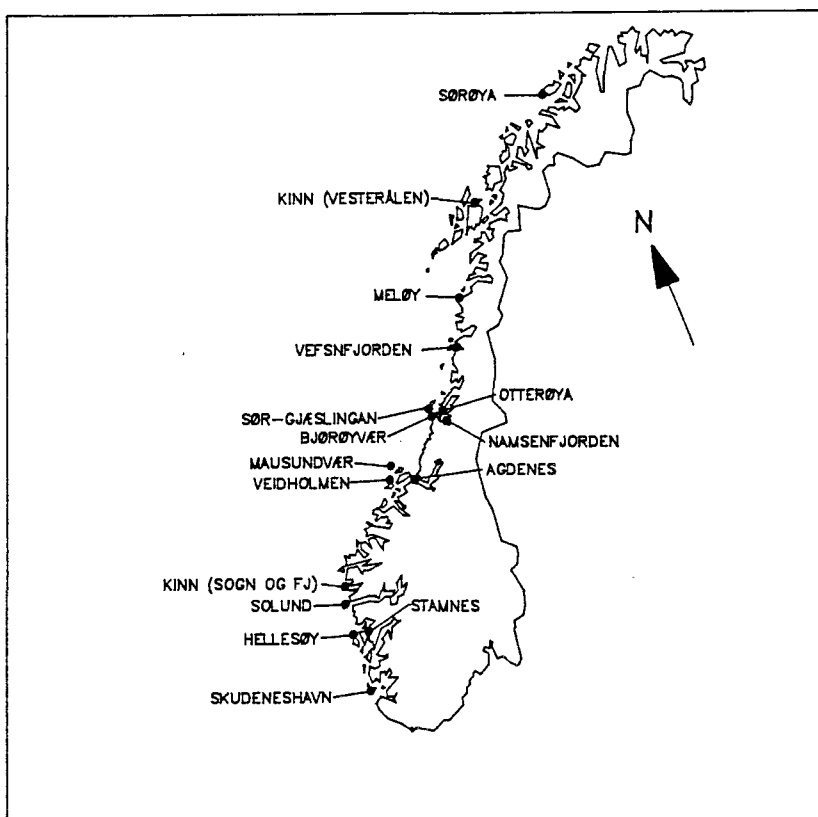 SØRØYA
KINN (VESTERÅLEN)
N
MELØY
VEFSNFJORDEN
OTTERØYA
SØR-GJÆSLINGAN
BJØRØYVÆR
NAMSENFJORDEN
MAUSUNDVÆR
AGDENES
VEIDHOLMEN
KINN (SOGN OG FJ)
SOLUND
STAMNES
HELLESØY
SKUDENESHAVN